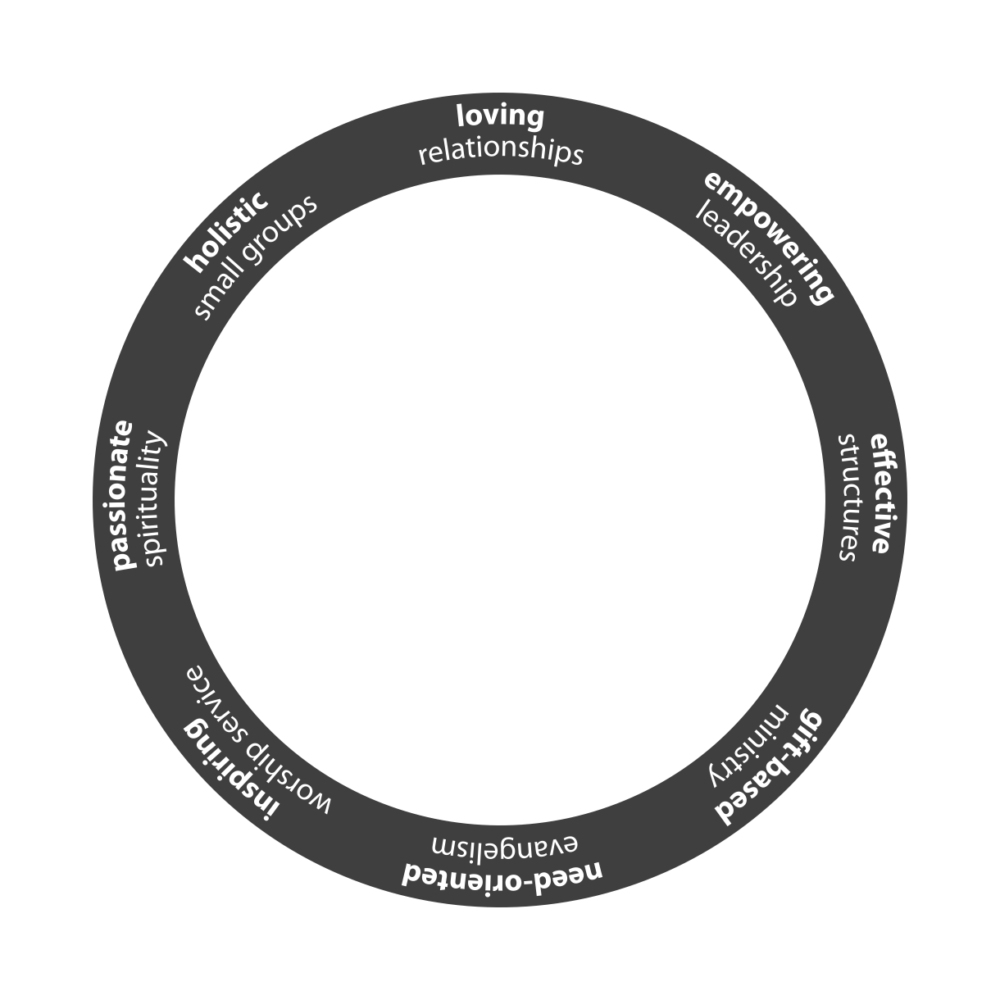 loving
relationships
empowering
leadership
effective
structures
gift-based
ministry
need-oriented
evangelism
inspiring
worship service
passionate
spirituality
holistic
small groups